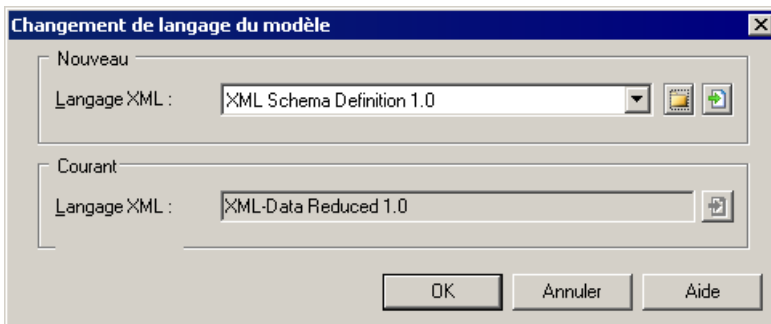 Changement de langage du modèle
Nouveau
Langage XML : XML Schema Definition 1.0
Courant
Langage XML : XML-Data Reduced 1.0
OK Annuler Aide